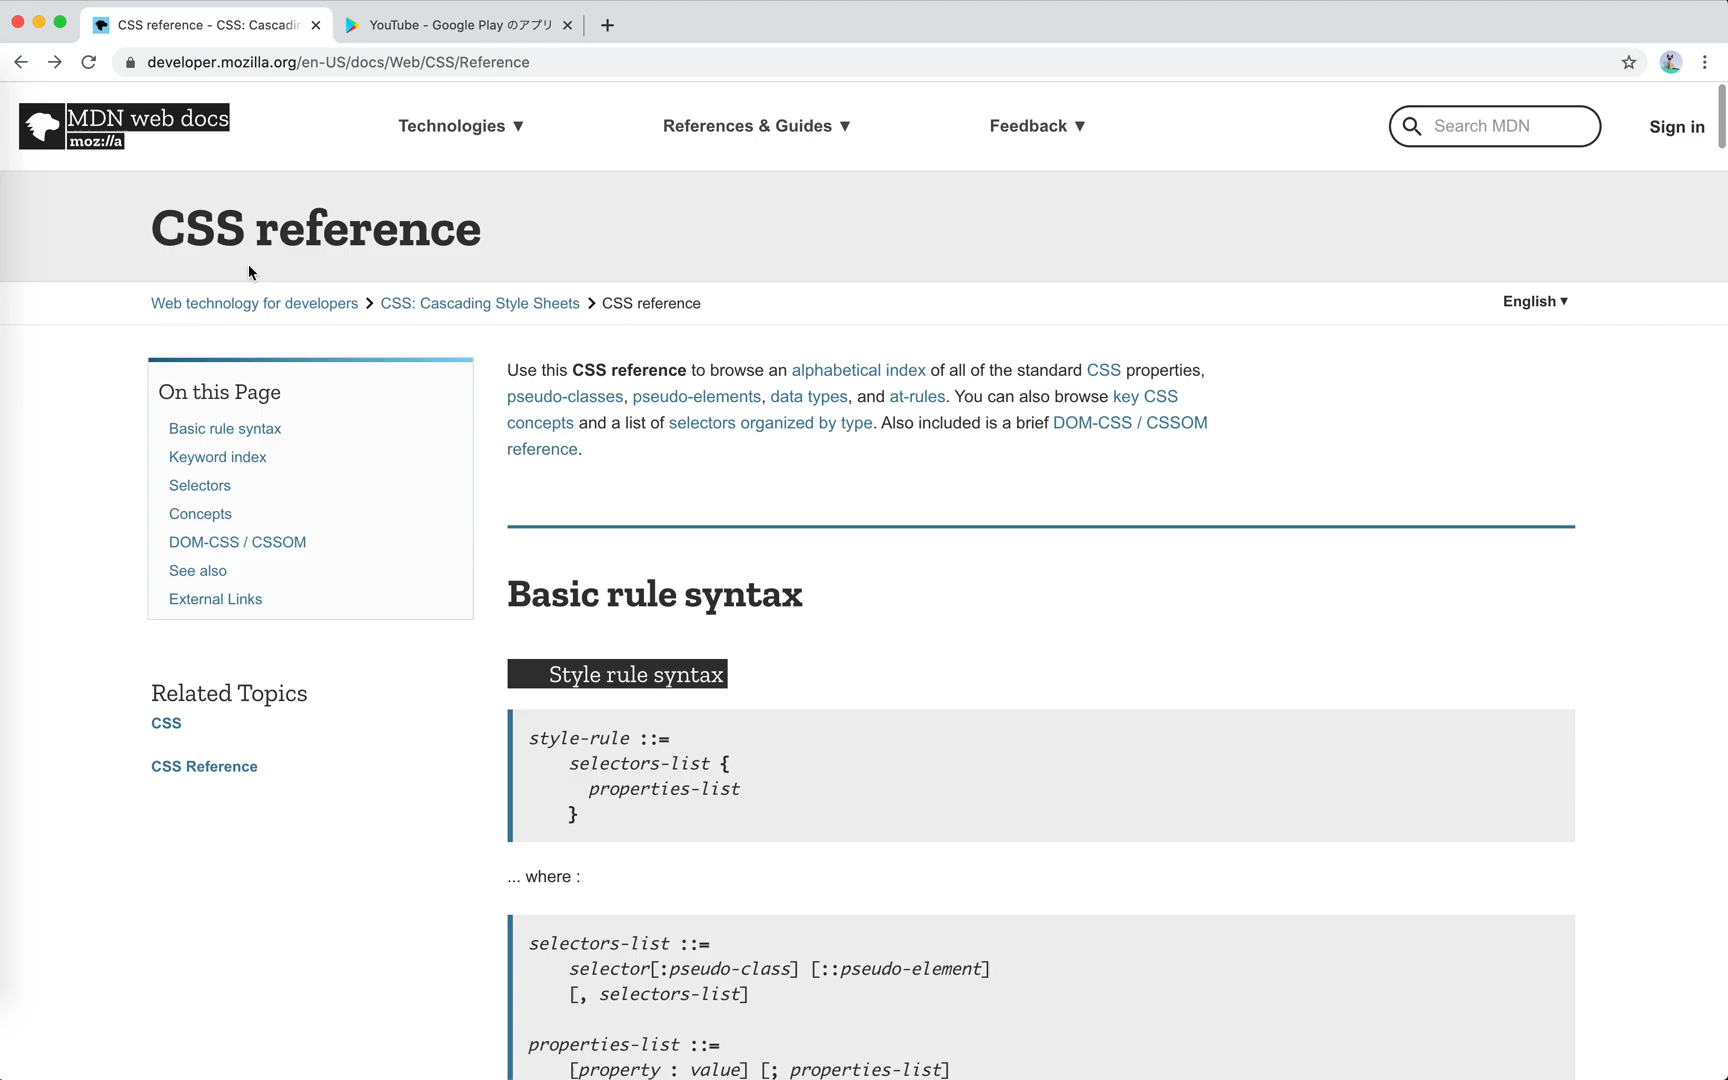 CSS reference - CSS: Cascadin
YouTube - Google Play のアプリ
developer.mozilla.org/en-US/docs/Web/CSS/Reference
MDN web docs
moz://a
Technologies ▼
References & Guides ▼
Feedback ▼
Search MDN
Sign in
CSS reference
Web technology for developers > CSS: Cascading Style Sheets > CSS reference
English ▼
On this Page
Basic rule syntax
Keyword index
Selectors
Concepts
DOM-CSS / CSSOM
See also
External Links
Related Topics
CSS
CSS Reference
Use this CSS reference to browse an alphabetical index of all of the standard CSS properties,
pseudo-classes, pseudo-elements, data types, and at-rules. You can also browse key CSS
concepts and a list of selectors organized by type. Also included is a brief DOM-CSS / CSSOM
reference.
Basic rule syntax
Style rule syntax
style-rule ::=
selectors-list {
properties-list
}
... where :
selectors-list ::=
selector[:pseudo-class] [::pseudo-element]
[, selectors-list]
properties-list ::=
[property : value] [; properties-list]